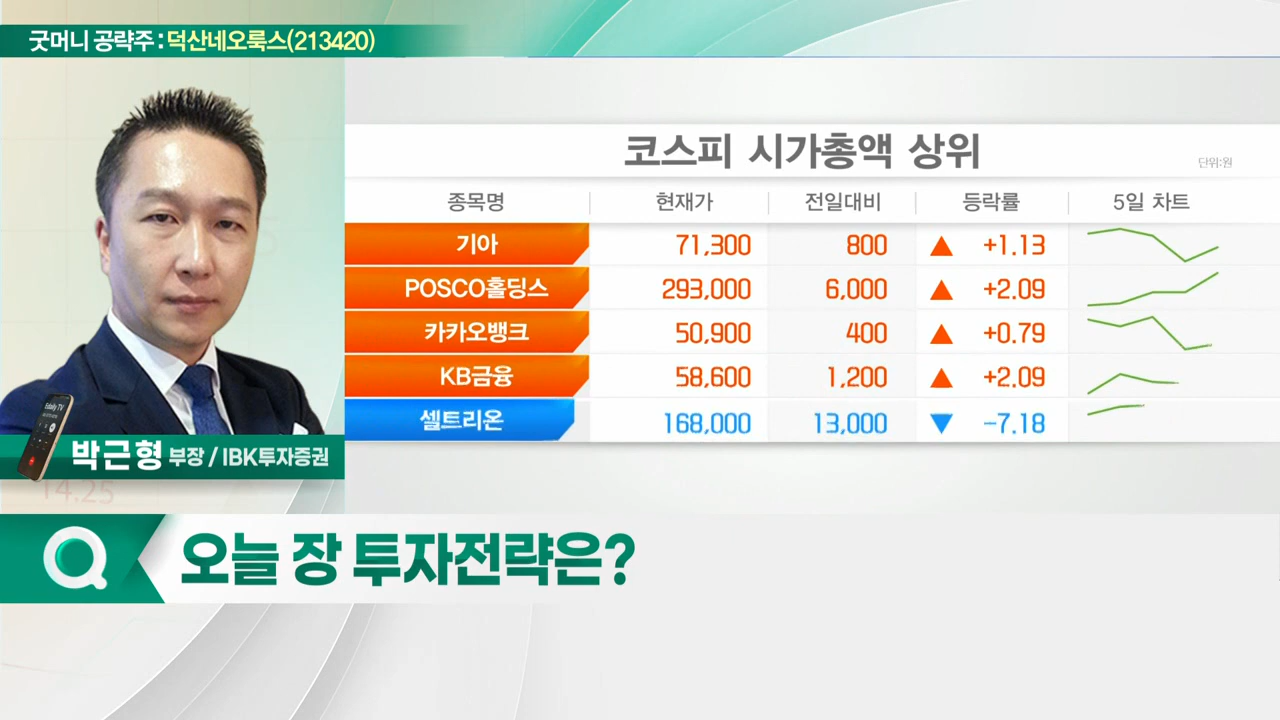 굿머니 공략주 : 덕산네오룩스(213420)
코스피 시가총액 상위
단위:원
종목명 현재가 전일대비 등락률 5일 차트
기아 71,300 800 ▲ +1.13
POSCO홀딩스 293,000 6,000 ▲ +2.09
카카오뱅크 50,900 400 ▲ +0.79
KB금융 58,600 1,200 ▲ +2.09
셀트리온 168,000 13,000 ▼ -7.18
Edaily TV
박근형 부장 / IBK투자증권
14.25
Q 오늘 장 투자전략은?